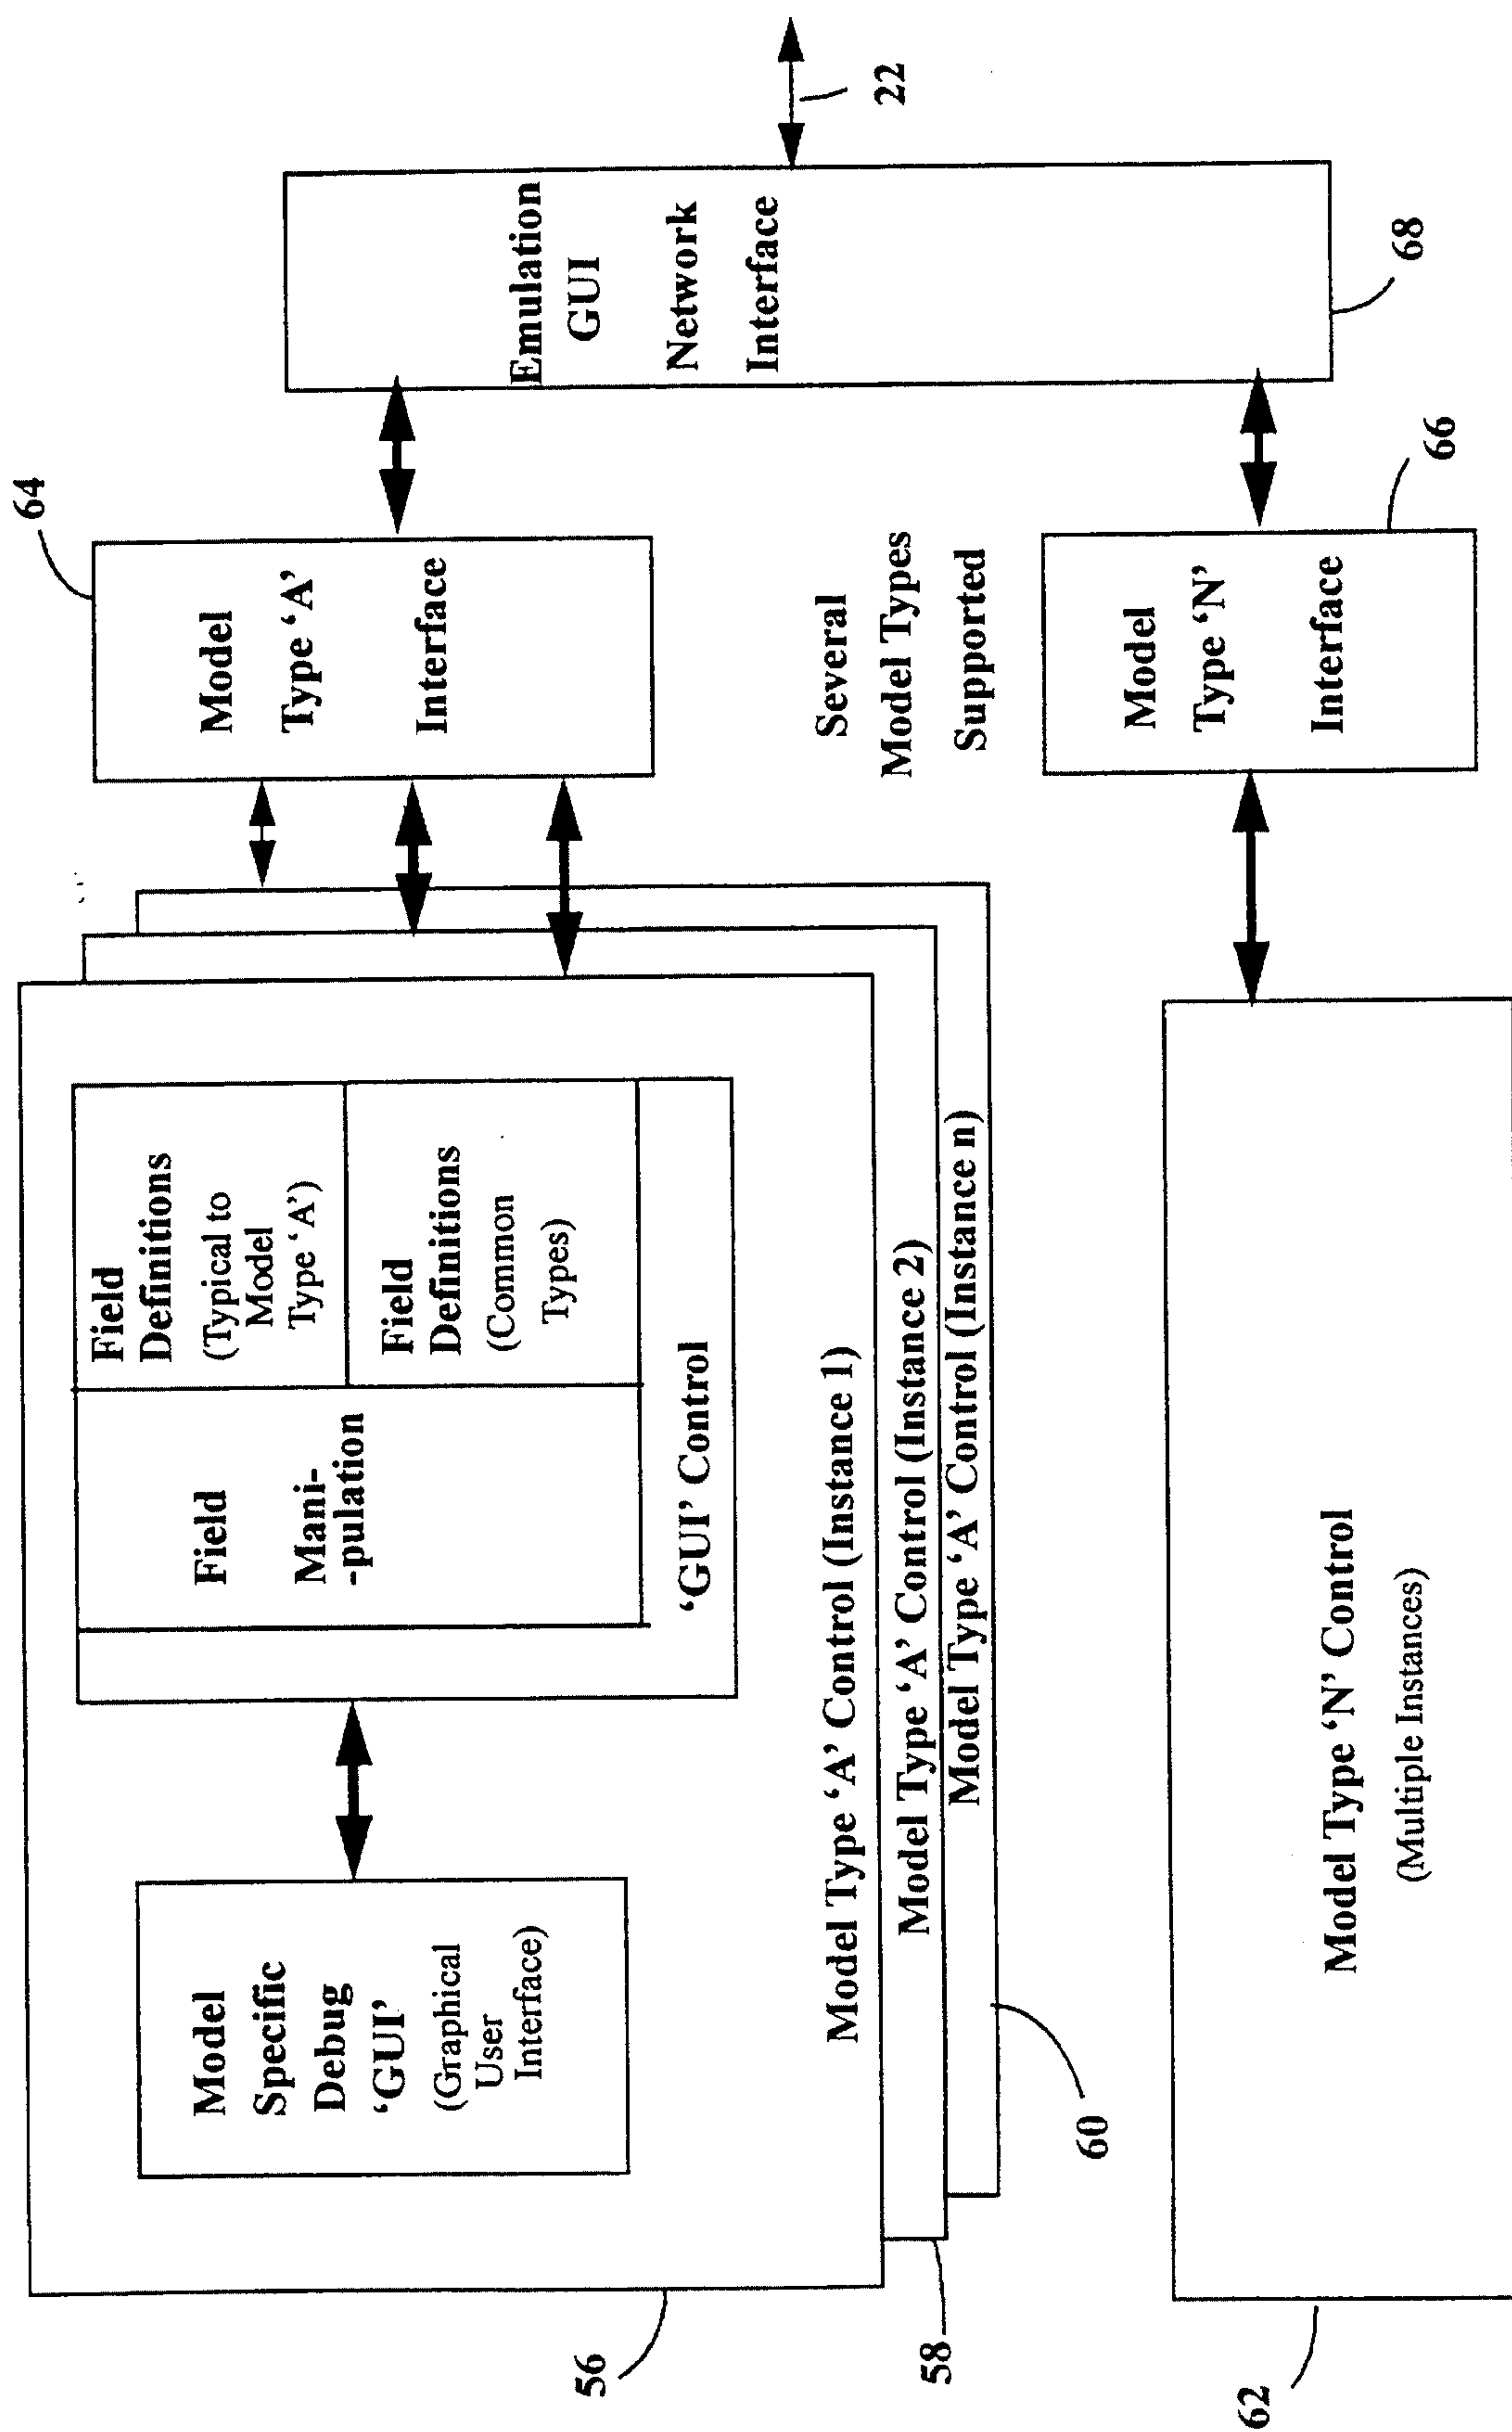 56
Model
Specific
Debug
‘GUI’
(Graphical
User
Interface)
Field
Mani-
-pulation
Field
Definitions
(Typical to
Model
Type ‘A’)
Field
Definitions
(Common
Types)
‘GUI’ Control
Model Type ‘A’ Control (Instance 1)
Model Type ‘A’ Control (Instance 2)
Model Type ‘A’ Control (Instance n)
58
60
64
Model
Type ‘A’
Interface
Several
Model Types
Supported
Emulation
GUI
Network
Interface
22
68
62
Model Type ‘N’ Control
(Multiple Instances)
Model
Type ‘N’
Interface
66